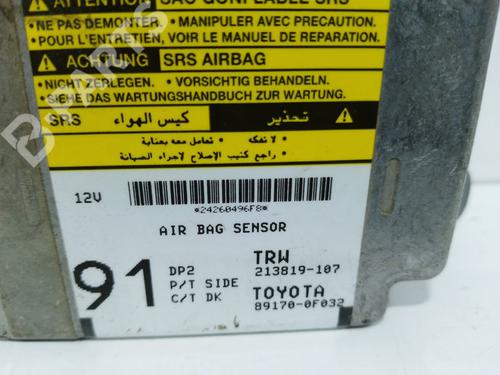 ATTENTION SAC GONFLABLE SRS
•NE PAS DEMONTER. •MANIPULER AVEC PRECAUTION.
•POUR L'ENTRETIEN, VOIR LE MANUEL DE REPARATION.
ACHTUNG SRS AIRBAG
•NICHT ZERLEGEN. •VORSICHTIG BEHANDELN.
•SIEHE DAS WARTUNGSHANDBUCH ZUR WARTUNG.
تحذير كيس الهواء SRS
• لا تفكه • تعامل معه بعناية
• راجع كتيب الإصلاح لاجراء الصيانة
12V
*24260496F8*
AIR BAG SENSOR
91
DP2 TRW
P/T SIDE 213819-107
C/T DK TOYOTA
89170-0F032